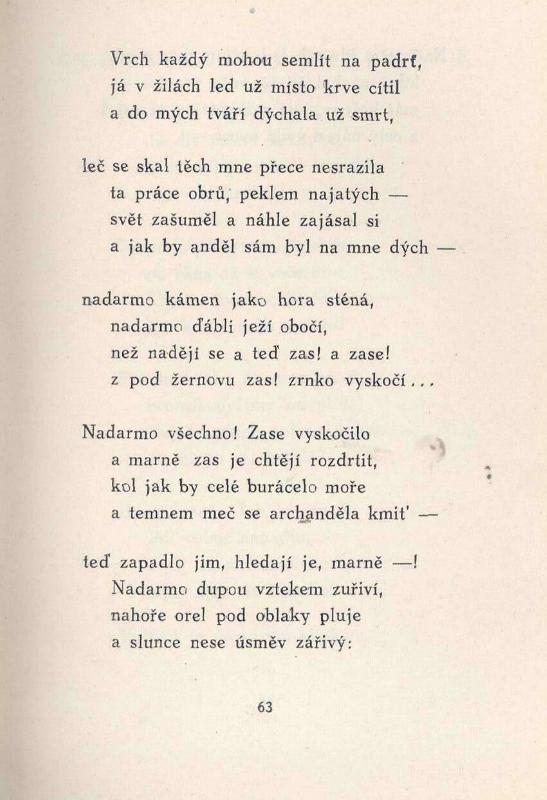 Vrch každý mohou semlít na padrť,
já v žilách led už místo krve cítil
a do mých tváří dýchala už smrt,
leč se skal těch mne přece nesrazila
ta práce obrů, peklem najatých —
svět zašuměl a náhle zajásal si
a jak by anděl sám byl na mne dých —
nadarmo kámen jako hora sténá,
nadarmo ďábli ježí obočí,
než nadějí se a teď zas! a zase!
z pod žernovu zas! zrnko vyskočí...
Nadarmo všechno! Zase vyskočilo
a marně zas je chtějí rozdrtit,
kol jak by celé burácelo moře
a temnem meč se archanděla kmiť —
teď zapadlo jim, hledají je, marně —!
Nadarmo dupou vztekem zuřiví,
nahoře orel pod oblaky pluje
a slunce nese úsměv zářivý:
63